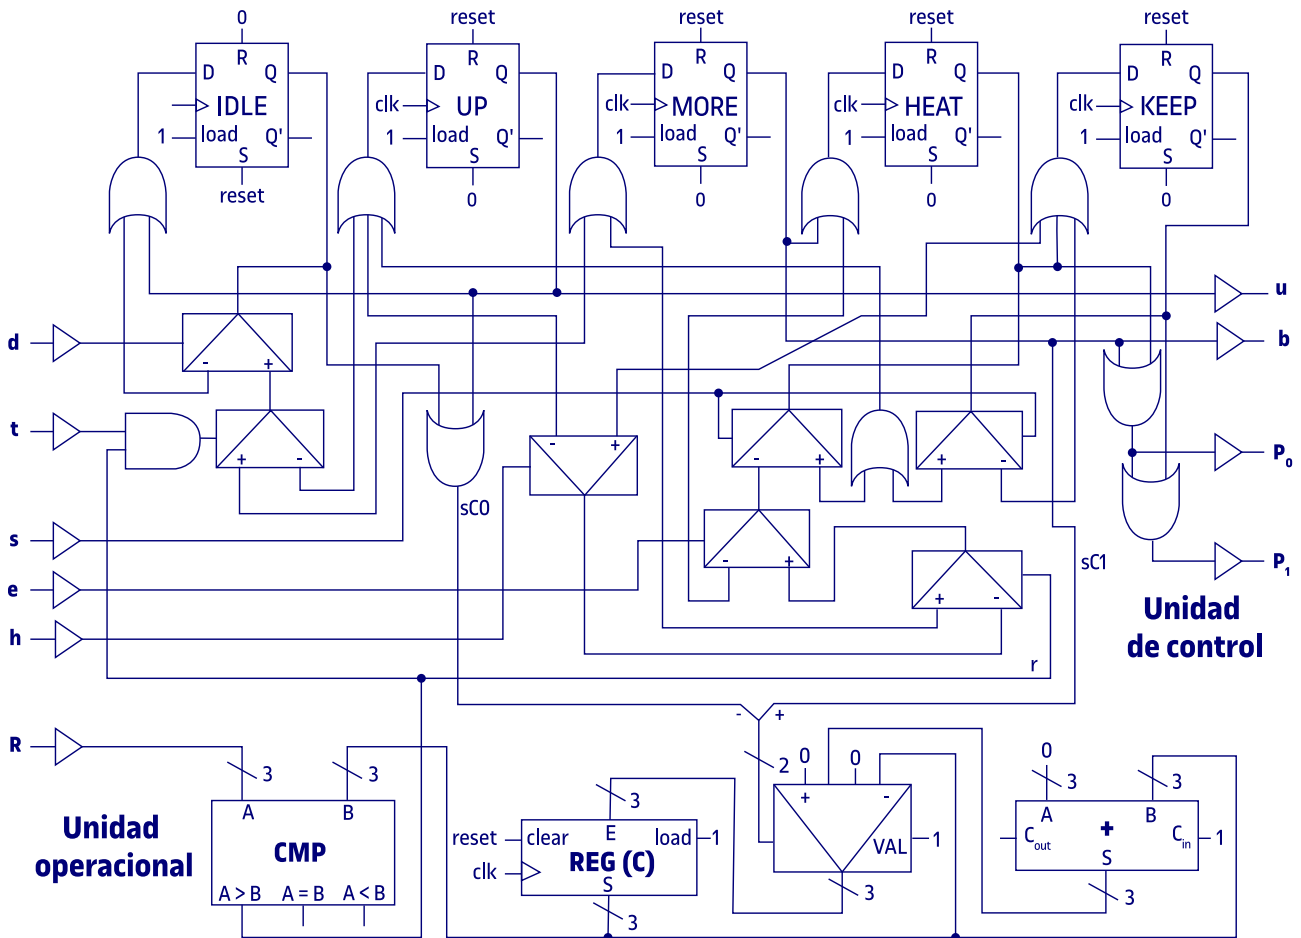 0 reset reset reset reset
R R R R R
D Q D Q D Q D Q D Q
IDLE clk UP clk MORE clk HEAT clk KEEP
1 load Q' 1 load Q' 1 load Q' 1 load Q' 1 load Q'
S S S S S
reset 0 0 0 0
u
d b
- +
t - + P0
+ - - + + -
sC0
s - + sC1 P1
e + -
h
Unidad
de control
r
- +
R 2 0 0 0
3 3 3 3 3
A B + - A B
Unidad
operacional
CMP reset clear E load 1 VAL 1 Cout + Cin 1
clk REG (C) S
A > B A = B A < B S 3 3
3